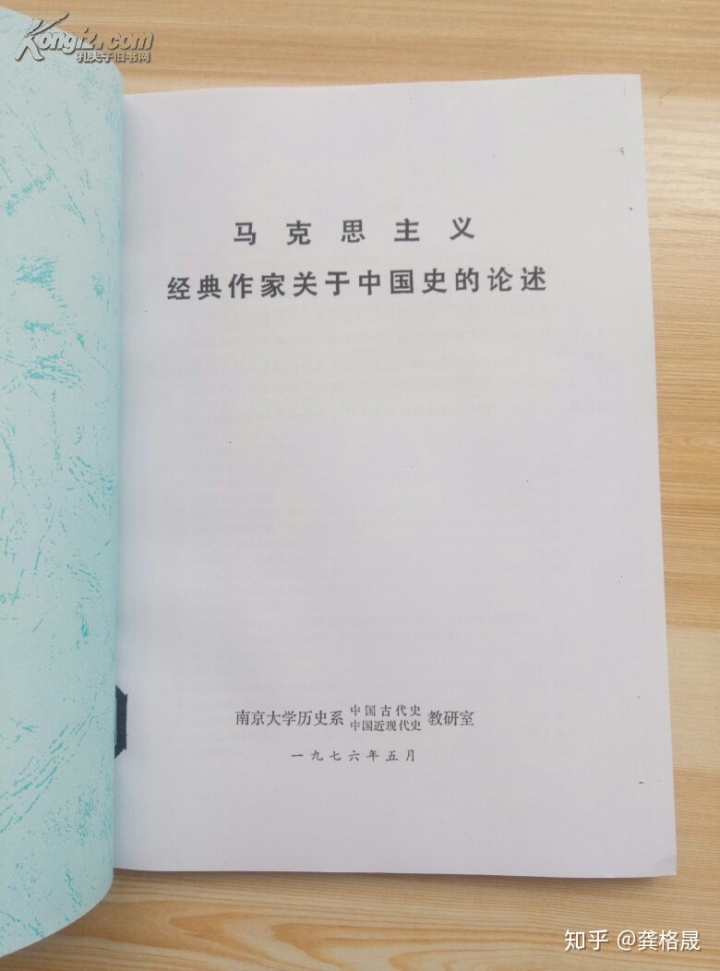 Kongfz.com
孔夫子旧书网
马克思主义
经典作家关于中国史的论述
南京大学历史系 中国古代史 中国近现代史 教研室
一九七六年五月
知乎 @龚格晟